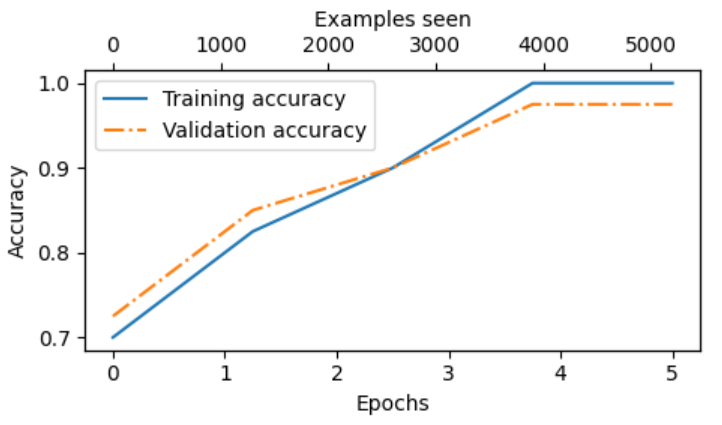 Examples seen
0 1000 2000 3000 4000 5000
1.0
Training accuracy
Validation accuracy
0.9
Accuracy
0.8
0.7
0 1 2 3 4 5
Epochs